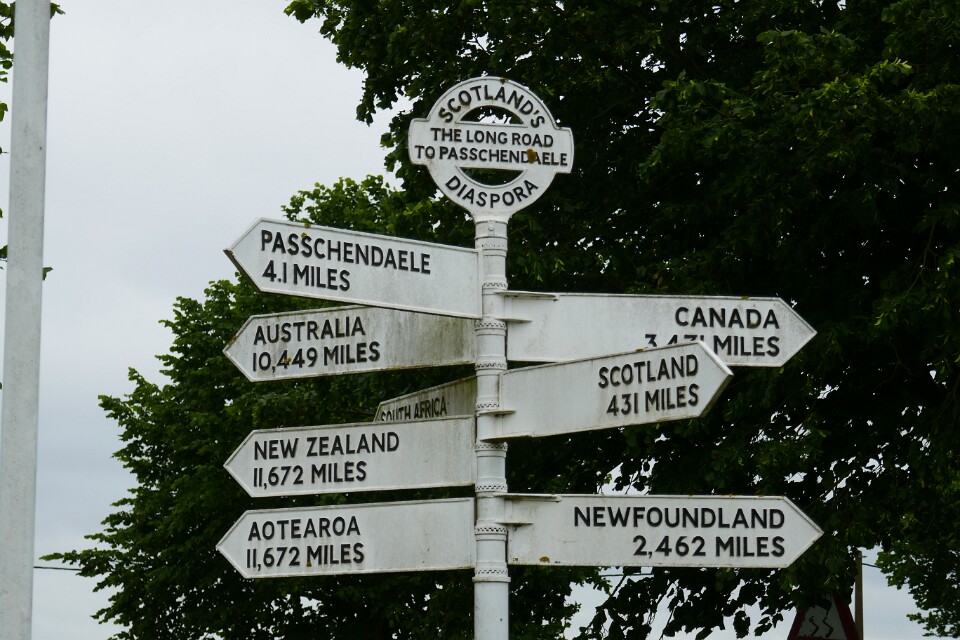 SCOTLAND'S
THE LONG ROAD
TO PASSCHENDAELE
DIASPORA
PASSCHENDAELE
4.1 MILES
CANADA
MILES
AUSTRALIA
10,449 MILES
SCOTLAND
431 MILES
SOUTH AFRICA
NEW ZEALAND
11,672 MILES
AOTEAROA
11,672 MILES
NEWFOUNDLAND
2,462 MILES